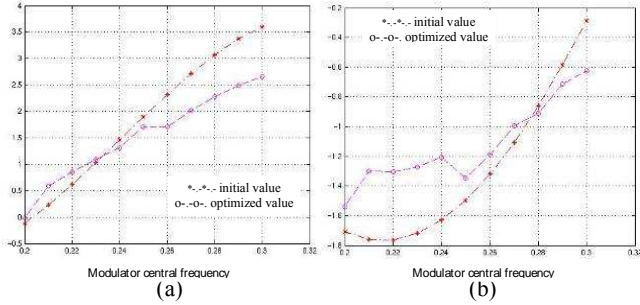 4
3.5
3
2.5
2
1.5
1
0.5
0
-0.5
0.2 0.22 0.24 0.26 0.28 0.3
*-.-*-. initial value
o-.-o-. optimized value
Modulator central frequency
(a)
-0.2
-0.4
-0.6
-0.8
-1
-1.2
-1.4
-1.6
-1.8
0.2 0.22 0.24 0.26 0.28 0.3
*-.-*-.- initial value
o-.-o-. optimized value
Modulator central frequency
(b)